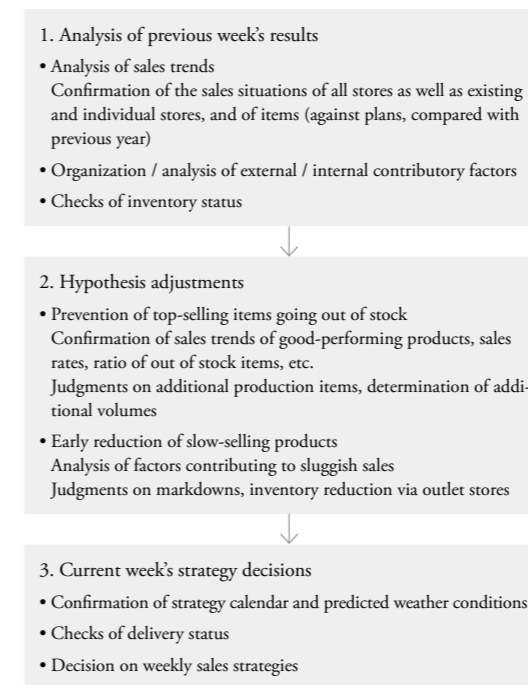 1. Analysis of previous week’s results
• Analysis of sales trends
Confirmation of the sales situations of all stores as well as existing
and individual stores, and of items (against plans, compared with
previous year)
• Organization / analysis of external / internal contributory factors
• Checks of inventory status
2. Hypothesis adjustments
• Prevention of top-selling items going out of stock
Confirmation of sales trends of good-performing products, sales
rates, ratio of out of stock items, etc.
Judgments on additional production items, determination of addi-
tional volumes
• Early reduction of slow-selling products
Analysis of factors contributing to sluggish sales
Judgments on markdowns, inventory reduction via outlet stores
3. Current week’s strategy decisions
• Confirmation of strategy calendar and predicted weather conditions
• Checks of delivery status
• Decision on weekly sales strategies